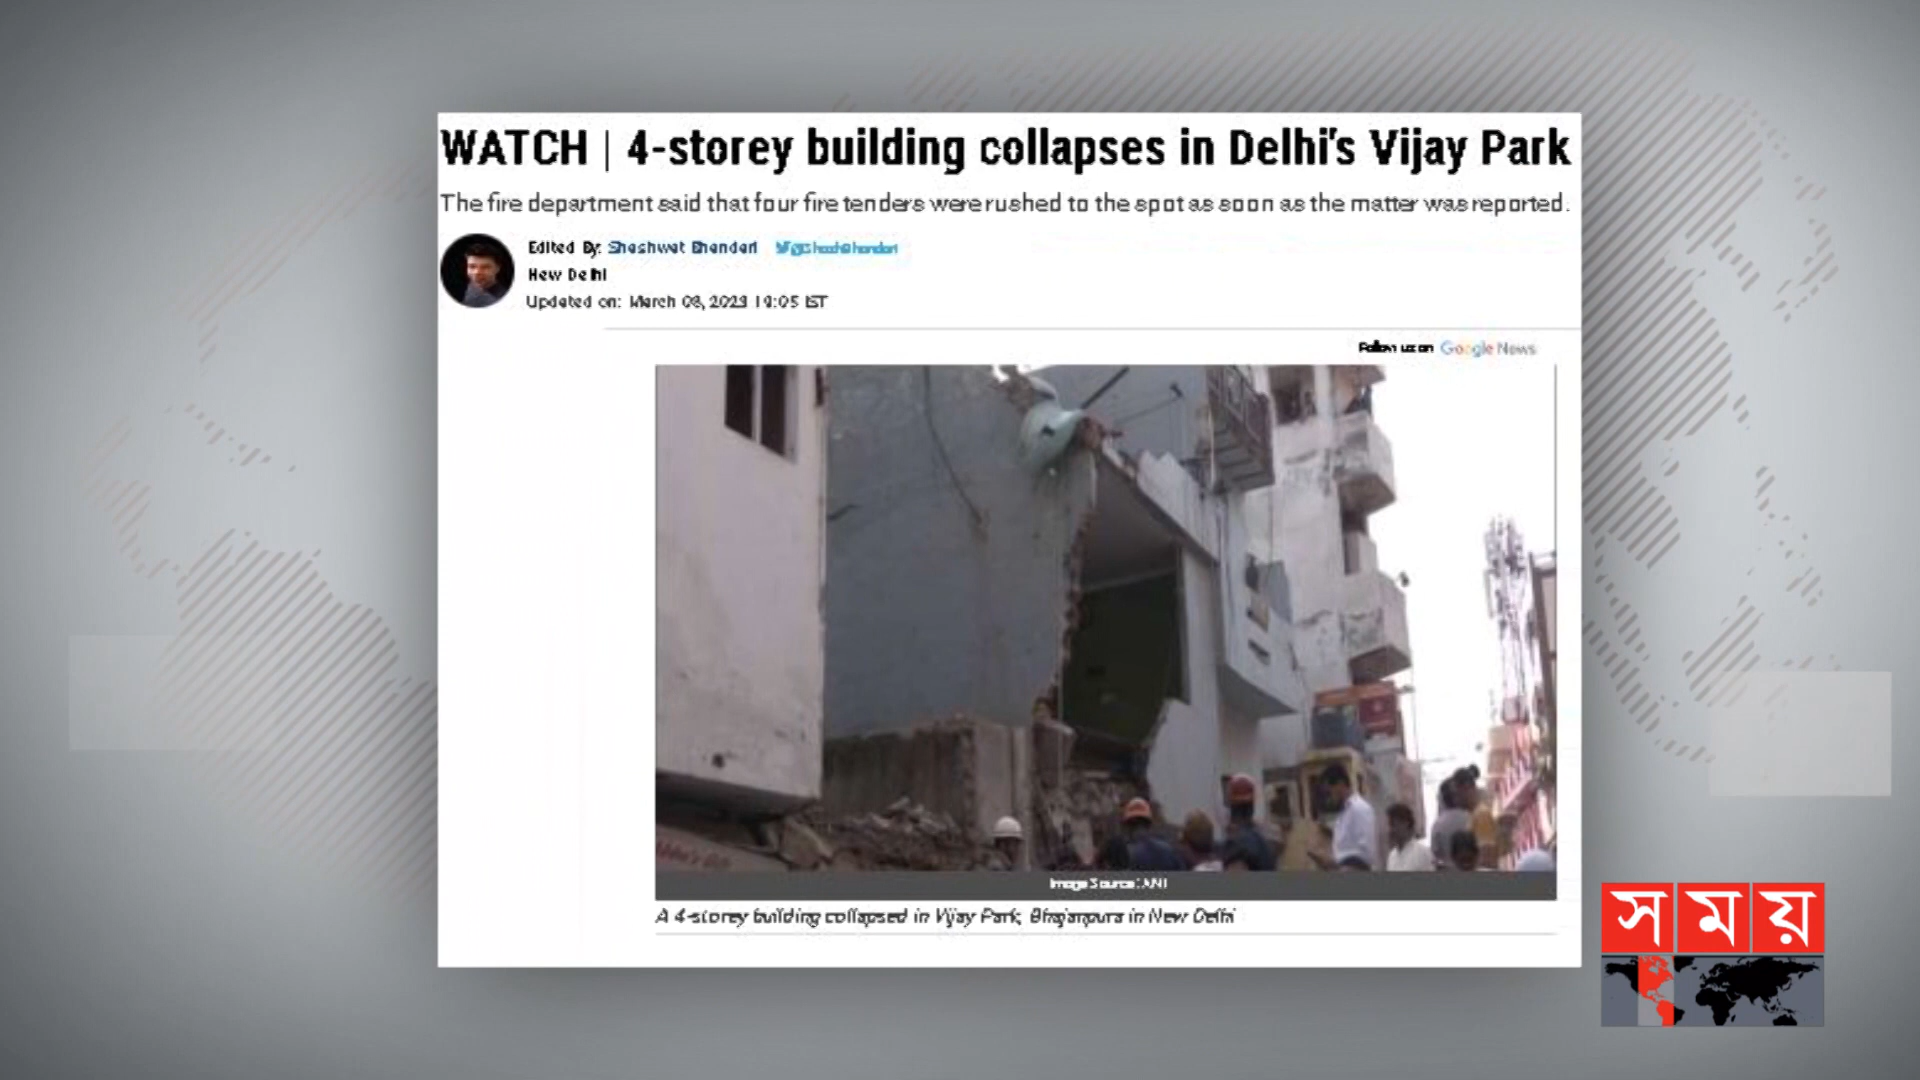 WATCH | 4-storey building collapses in Delhi's Vijay Park
The fire department said that four fire tenders were rushed to the spot as soon as the matter was reported.
Edited By: Shashwat Bhandari
New Delhi
Updated on: March 08, 2023 IST
Follow us on Google News
Image Source : ANI
A 4-storey building collapsed in Vijay Park, Bhajanpura in New Delhi
সময়